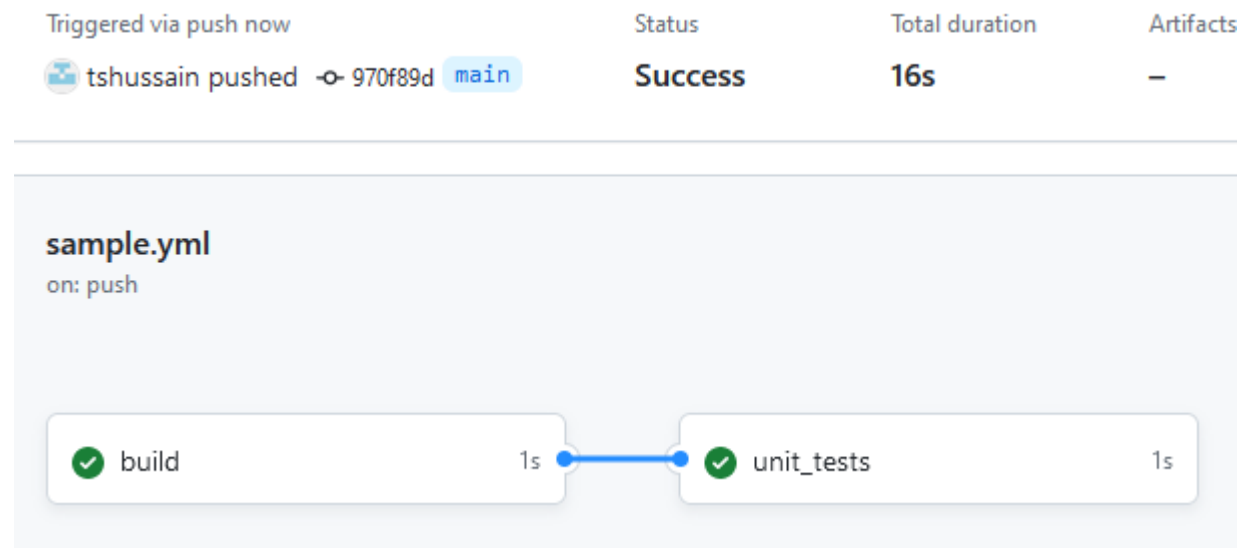 Triggered via push now Status Total duration Artifacts
tshussain pushed 970f89d main Success 16s –
sample.yml
on: push
build 1s unit_tests 1s